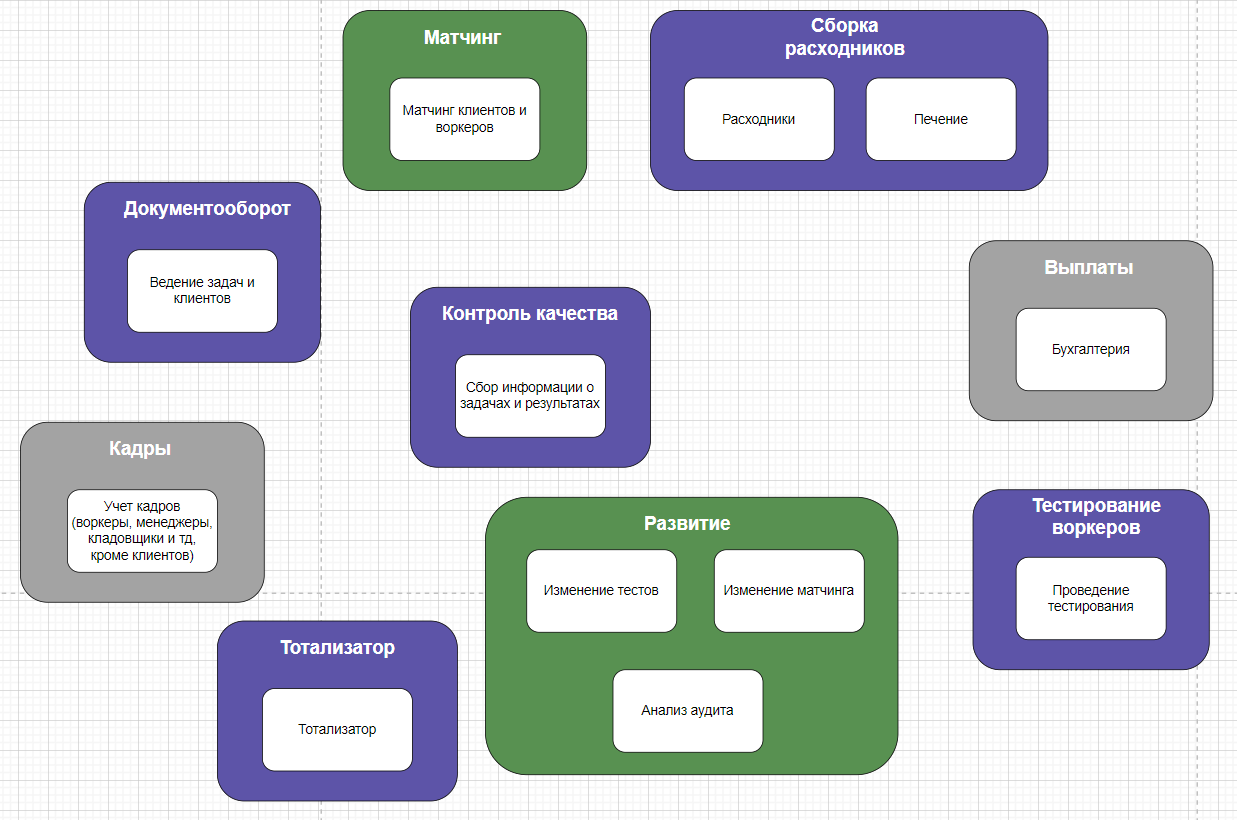 Матчинг
Матчинг клиентов и
воркеров
Сборка
расходников
Расходники
Печение
Документооборот
Ведение задач и
клиентов
Контроль качества
Сбор информации о
задачах и результатах
Выплаты
Бухгалтерия
Кадры
Учет кадров
(воркеры, менеджеры,
кладовщики и тд,
кроме клиентов)
Развитие
Изменение тестов
Изменение матчинга
Анализ аудита
Тестирование
воркеров
Проведение
тестирования
Тотализатор
Тотализатор